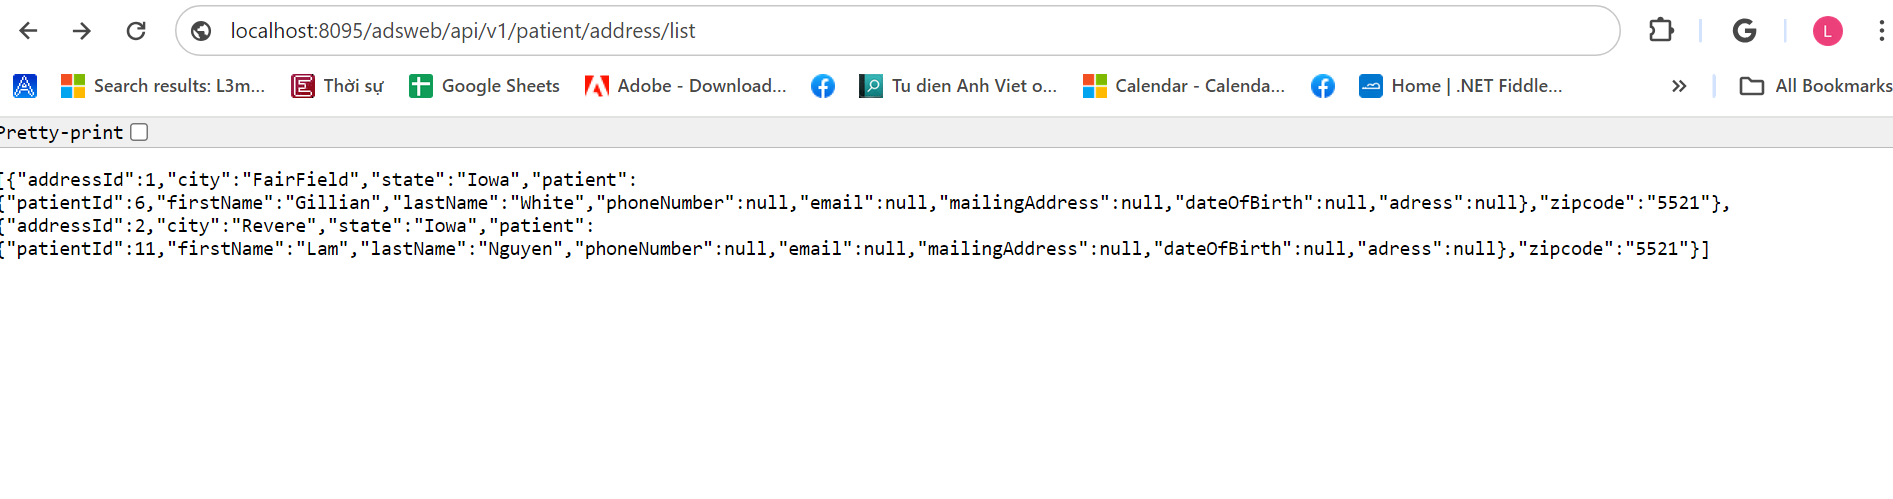 localhost:8095/adsweb/api/v1/patient/address/list
L
Search results: L3m... Thời sự Google Sheets Adobe - Download... Tu dien Anh Viet o... Calendar - Calenda... Home | .NET Fiddle... » All Bookmarks
Pretty-print
[{"addressId":1,"city":"FairField","state":"Iowa","patient":
{"patientId":6,"firstName":"Gillian","lastName":"White","phoneNumber":null,"email":null,"mailingAddress":null,"dateOfBirth":null,"adress":null},"zipcode":"5521"},
{"addressId":2,"city":"Revere","state":"Iowa","patient":
{"patientId":11,"firstName":"Lam","lastName":"Nguyen","phoneNumber":null,"email":null,"mailingAddress":null,"dateOfBirth":null,"adress":null},"zipcode":"5521"}]